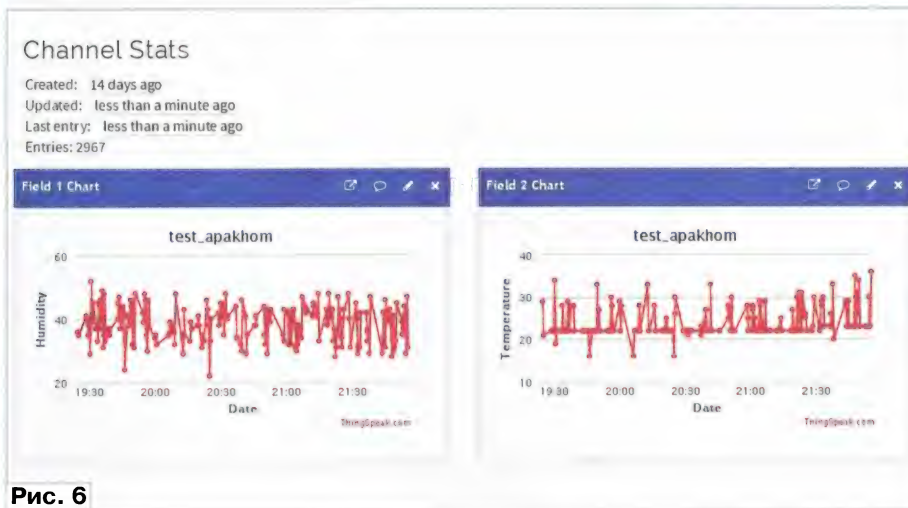 Channel Stats
Created: 14 days ago
Updated: less than a minute ago
Last entry: less than a minute ago
Entries: 2967
Field 1 Chart
test_apakhom
60
40
20
Humidity
19:30 20:00 20:30 21:00 21:30
Date
ThingSpeak.com
Field 2 Chart
test_apakhom
40
30
20
10
Temperature
19:30 20:00 20:30 21:00 21:30
Date
ThingSpeak.com
Рис. 6